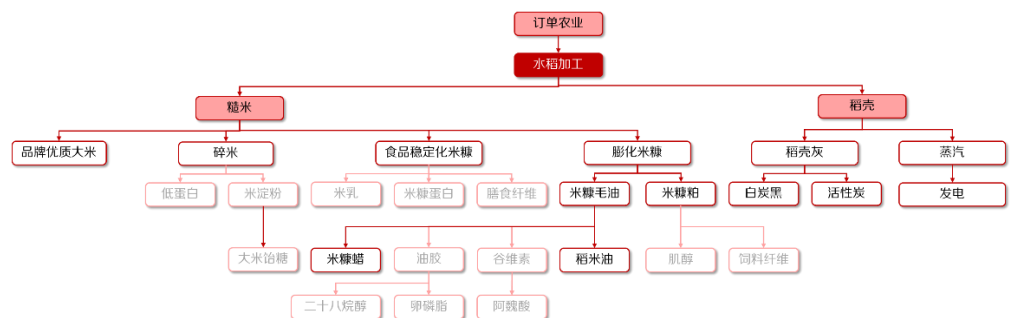 订单农业
水稻加工
糙米
稻壳
品牌优质大米
碎米
食品稳定化米糠
膨化米糠
稻壳灰
蒸汽
低蛋白
米淀粉
米乳
米糠蛋白
膳食纤维
米糠毛油
米糠粕
白炭黑
活性炭
发电
大米饴糖
米糠蜡
油胶
谷维素
稻米油
肌醇
饲料纤维
二十八烷醇
卵磷脂
阿魏酸